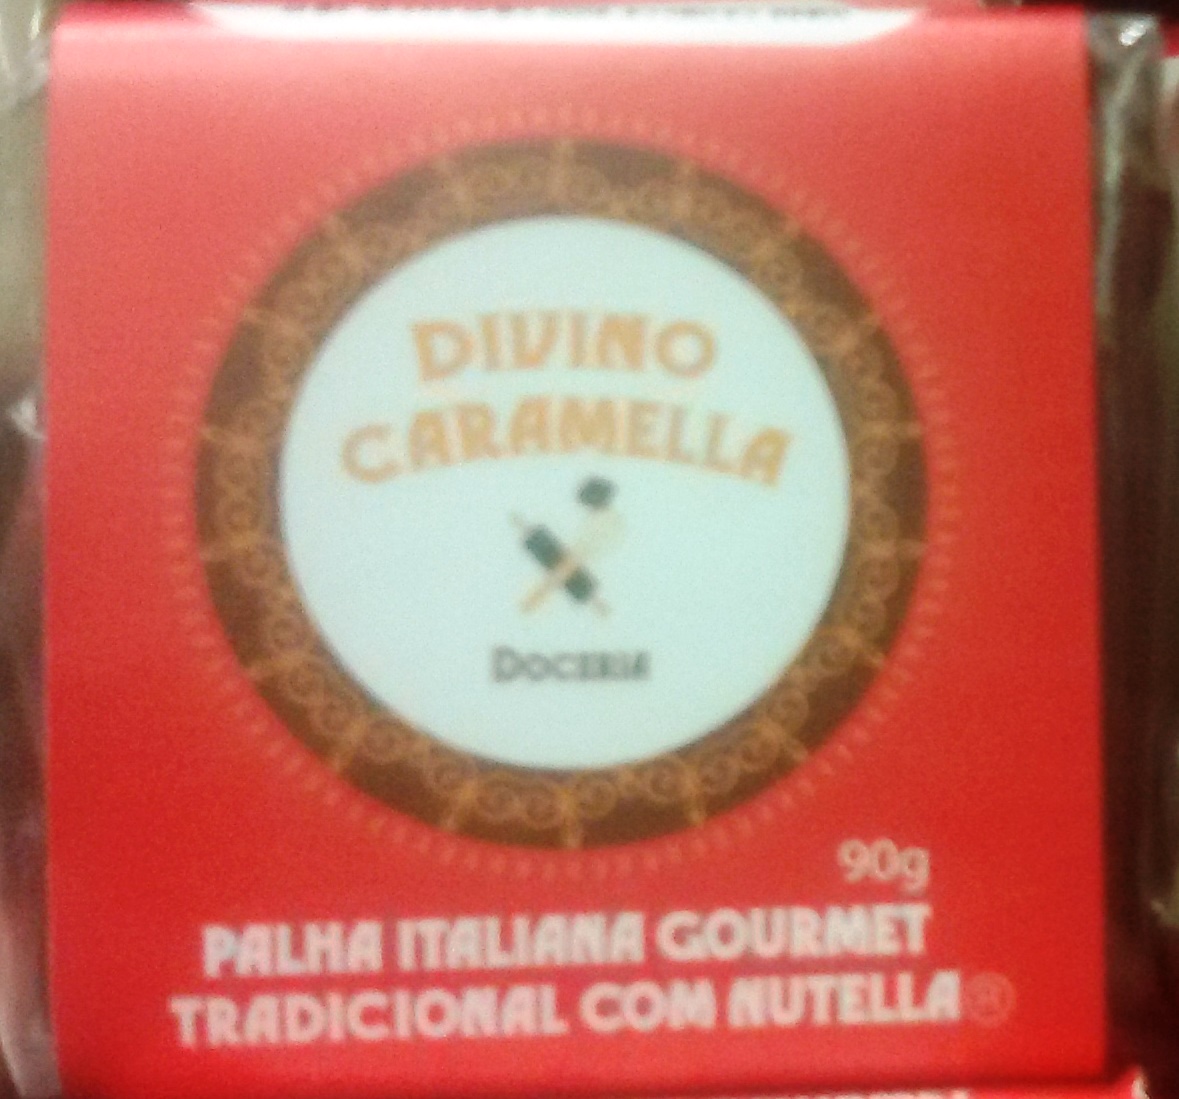 DIVINO
CARAMELLA
DOCERIA
90g
PALHA ITALIANA GOURMET
TRADICIONAL COM NUTELLA®